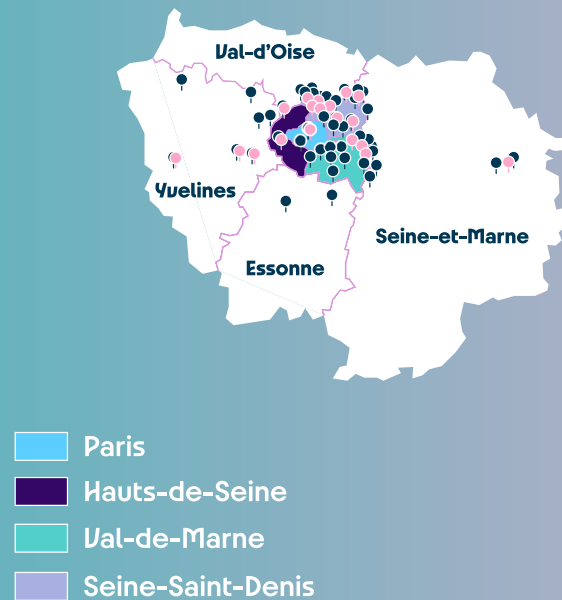 Val-d'Oise
Yvelines
Seine-et-Marne
Essonne
Paris
Hauts-de-Seine
Val-de-Marne
Seine-Saint-Denis